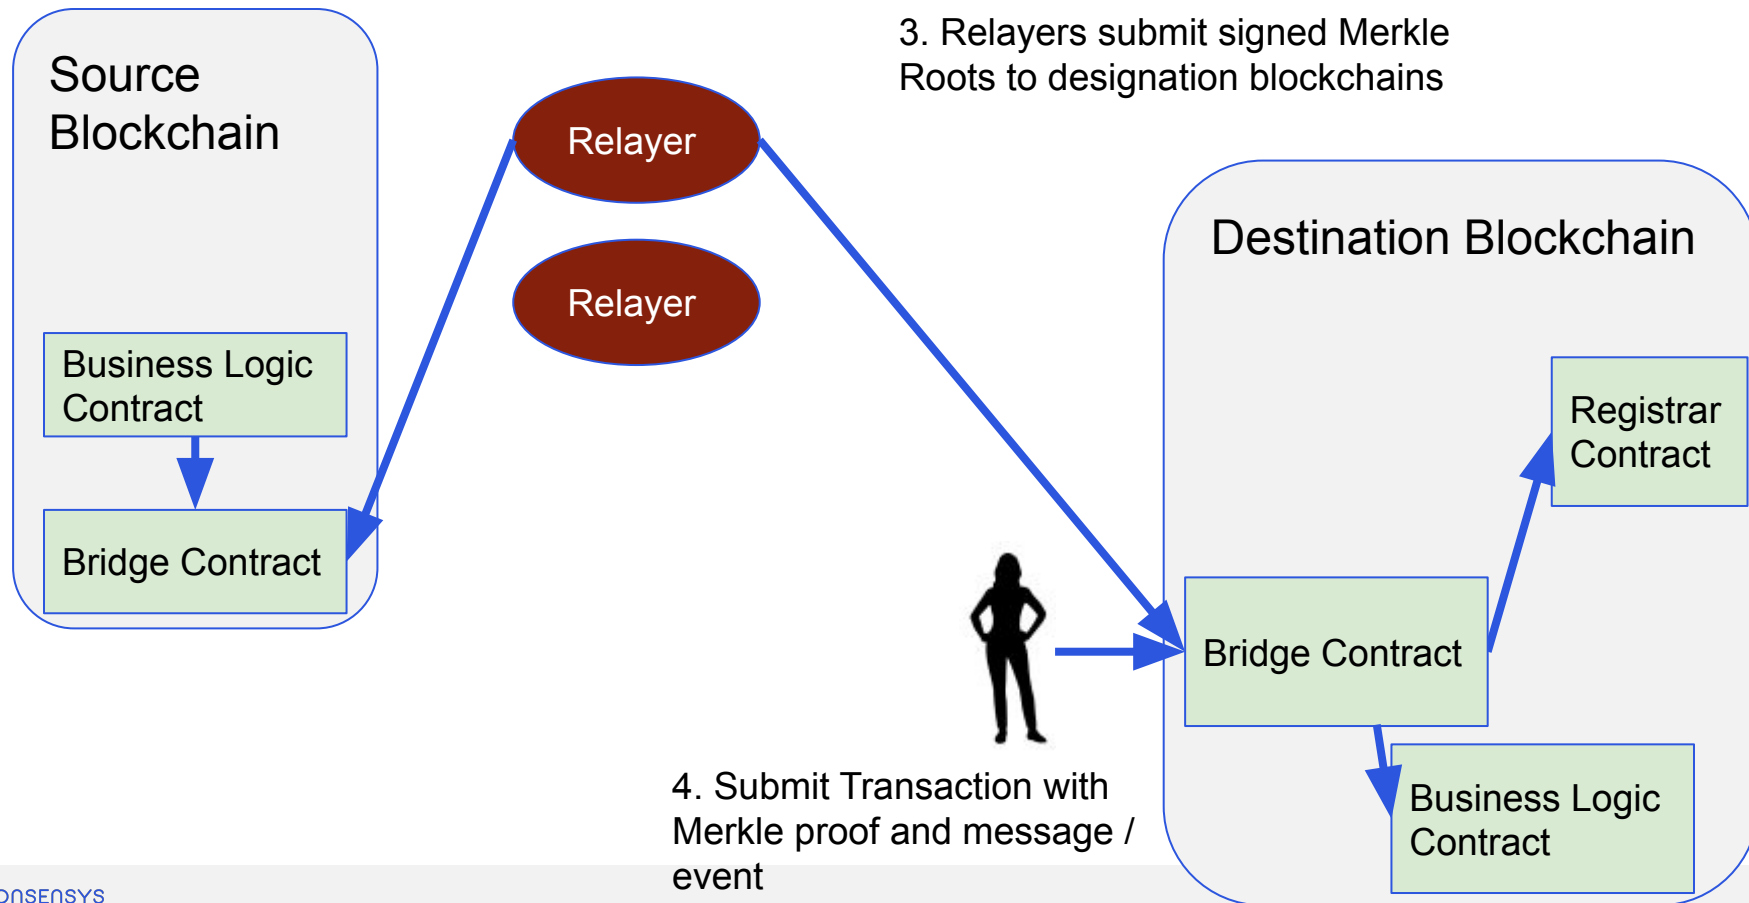 Source
Blockchain
Business Logic
Contract
Bridge Contract
Relayer
Relayer
3. Relayers submit signed Merkle
Roots to designation blockchains
Destination Blockchain
Registrar
Contract
Bridge Contract
Business Logic
Contract
4. Submit Transaction with
Merkle proof and message /
event
ONSENSYS